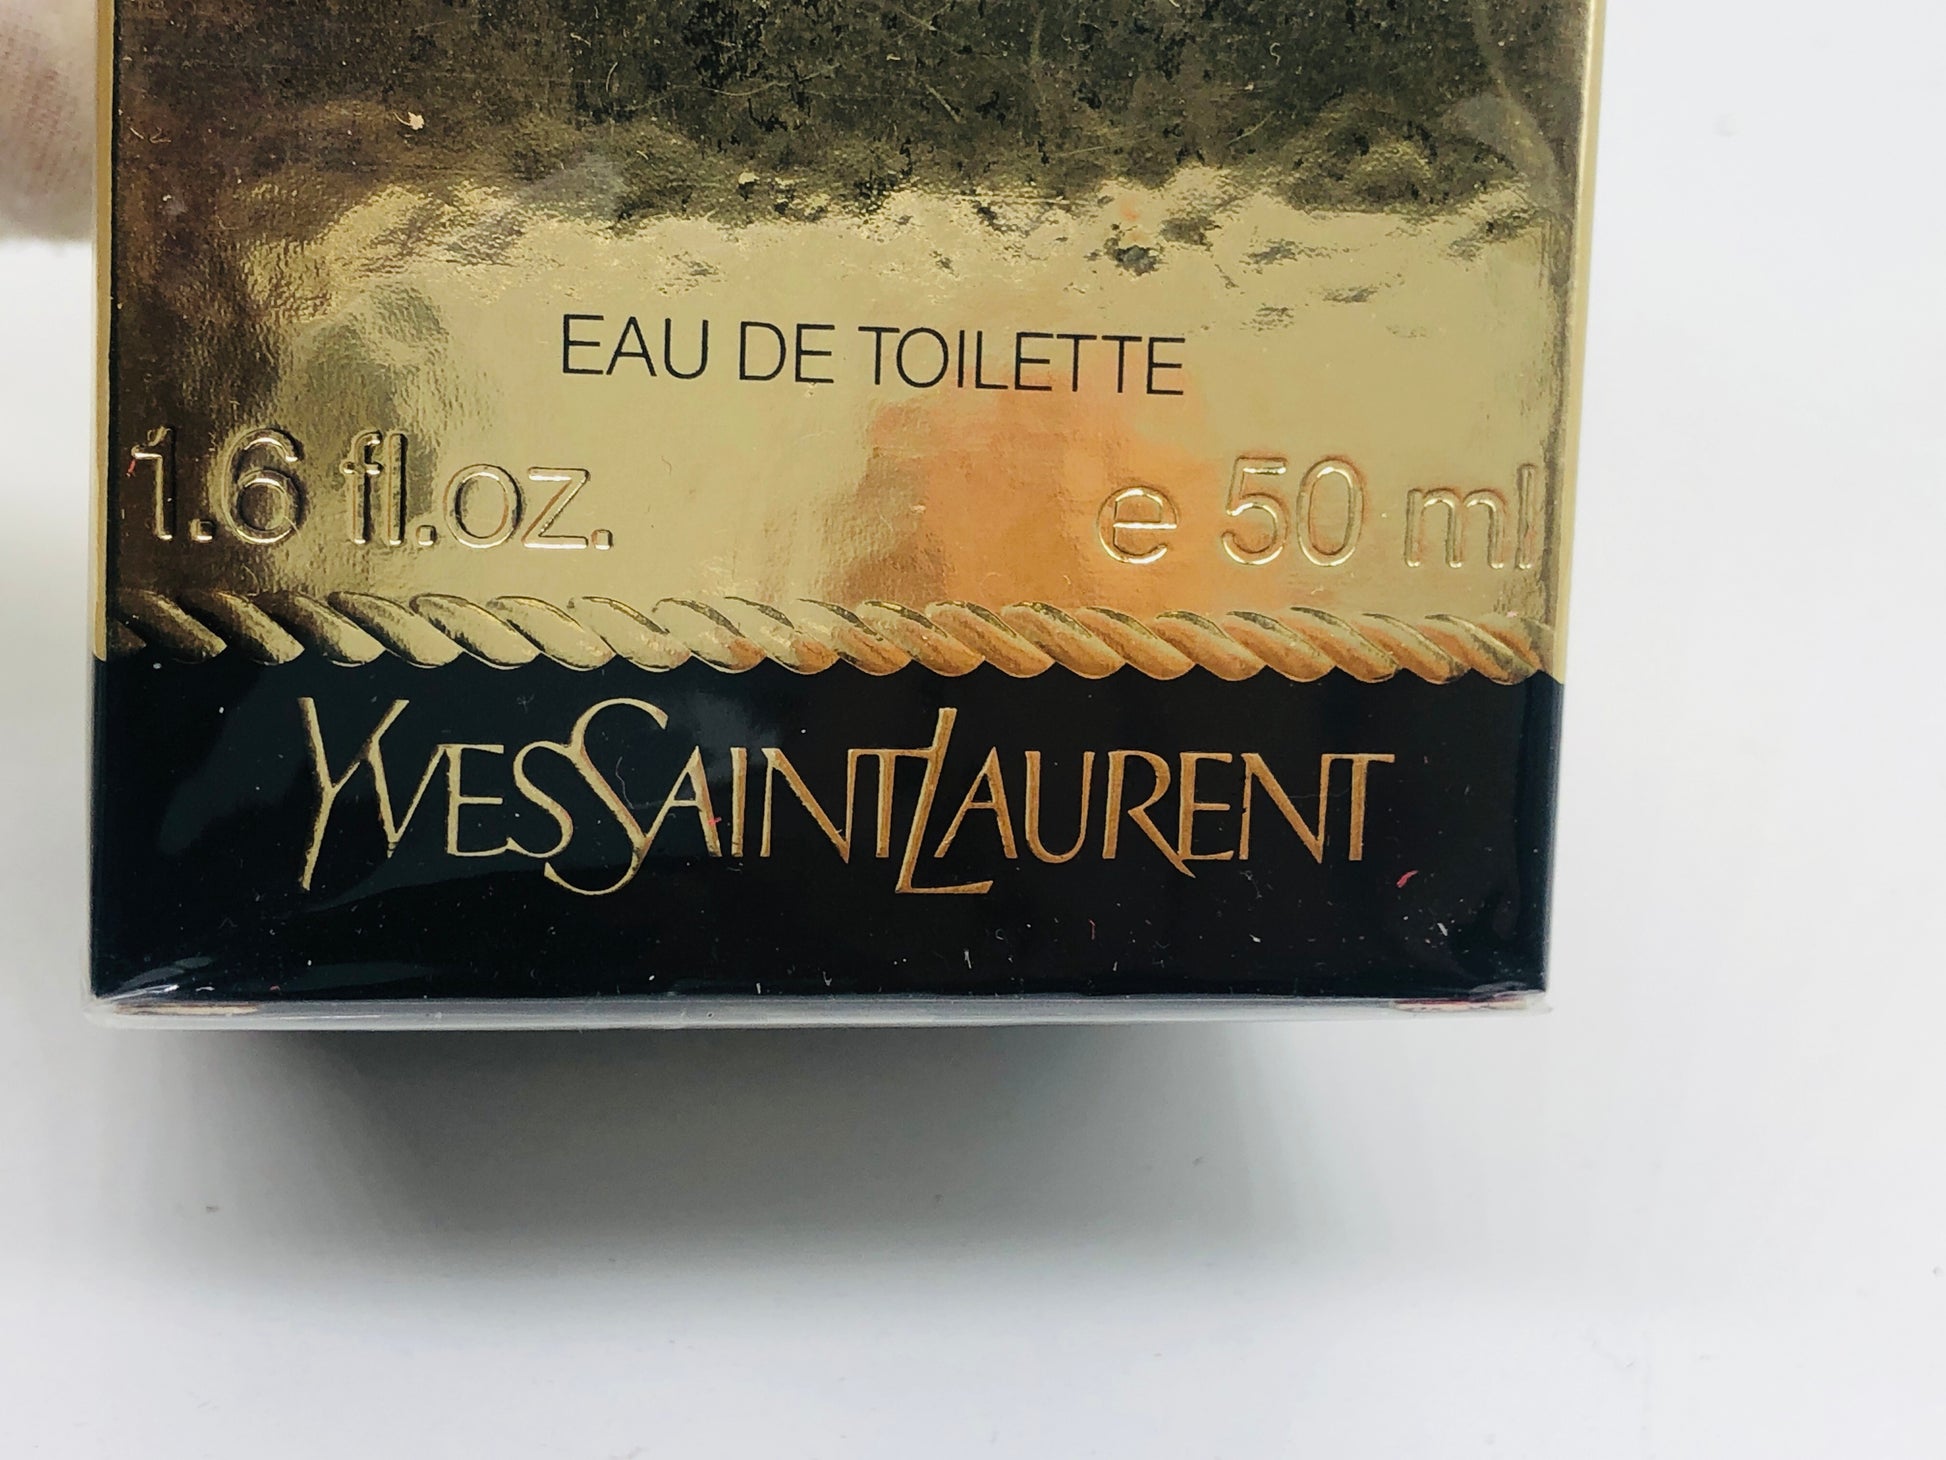 EAU DE TOILETTE
1.6 fl.oz. e 50 ml
YVESSAINTLAURENT